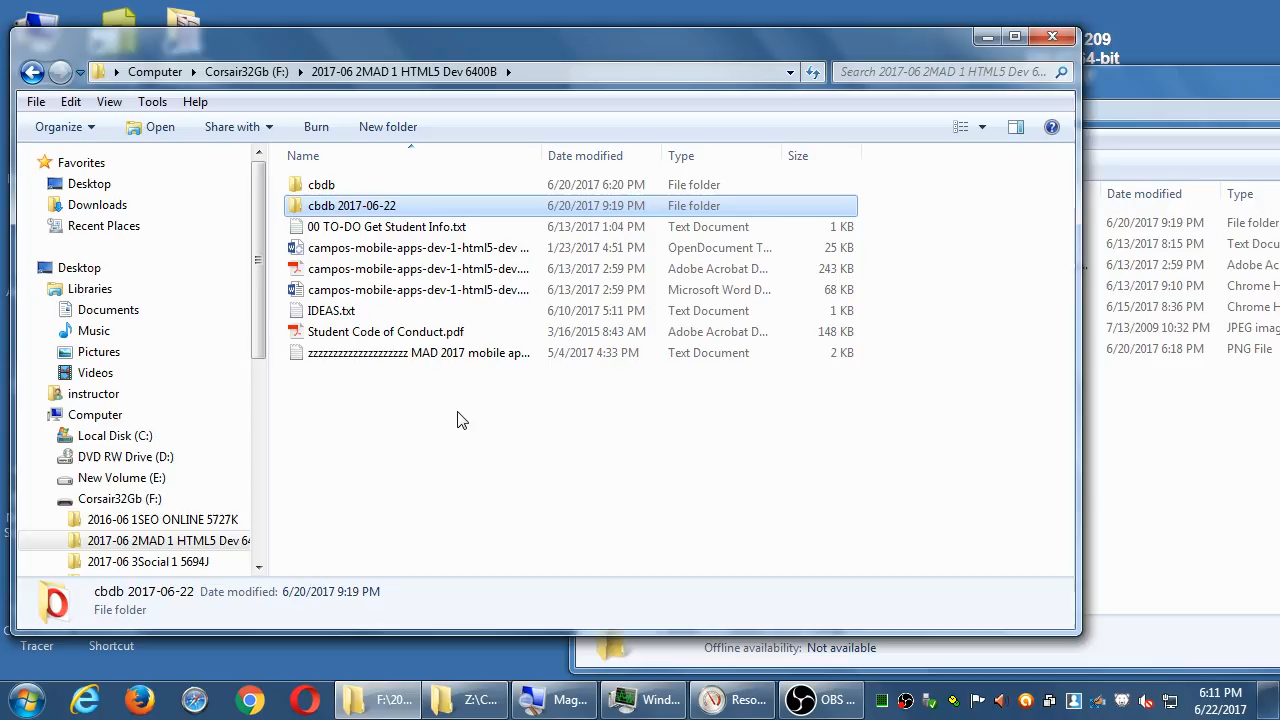 209
64-bit
Computer Corsair32Gb (F:) 2017-06 2MAD 1 HTML5 Dev 6400B
Search 2017-06 2MAD 1 HTML5 Dev 6...
File Edit View Tools Help
Organize Open Share with Burn New folder
Name Date modified Type Size
Favorites
Desktop
Downloads
Recent Places
Desktop
Libraries
Documents
Music
Pictures
Videos
instructor
Computer
Local Disk (C:)
DVD RW Drive (D:)
New Volume (E:)
Corsair32Gb (F:)
2016-06 1SEO ONLINE 5727K
2017-06 2MAD 1 HTML5 Dev 64
2017-06 3Social 1 5694J
cbdb 6/20/2017 6:20 PM File folder
cbdb 2017-06-22 6/20/2017 9:19 PM File folder
00 TO-DO Get Student Info.txt 6/13/2017 1:04 PM Text Document 1 KB
campos-mobile-apps-dev-1-html5-dev ... 1/23/2017 4:51 PM OpenDocument T... 25 KB
campos-mobile-apps-dev-1-html5-dev.... 6/13/2017 2:59 PM Adobe Acrobat D... 243 KB
campos-mobile-apps-dev-1-html5-dev.... 6/13/2017 2:59 PM Microsoft Word D... 68 KB
IDEAS.txt 6/10/2017 5:11 PM Text Document 1 KB
Student Code of Conduct.pdf 3/16/2015 8:43 AM Adobe Acrobat D... 148 KB
zzzzzzzzzzzzzzzzzzzz MAD 2017 mobile ap... 5/4/2017 4:33 PM Text Document 2 KB
cbdb 2017-06-22 Date modified: 6/20/2017 9:19 PM
File folder
Date modified Type
6/20/2017 9:19 PM File folde
6/13/2017 8:15 PM Text Docu
6/13/2017 2:59 PM Adobe Ac
6/13/2017 9:10 PM Chrome H
6/15/2017 8:36 PM Chrome H
7/13/2009 10:32 PM JPEG imag
6/20/2017 6:18 PM PNG File
Offline availability: Not available
Tracer Shortcut
F:\20... Z:\C... Mag... Wind... Reso... OBS ...
6:11 PM
6/22/2017